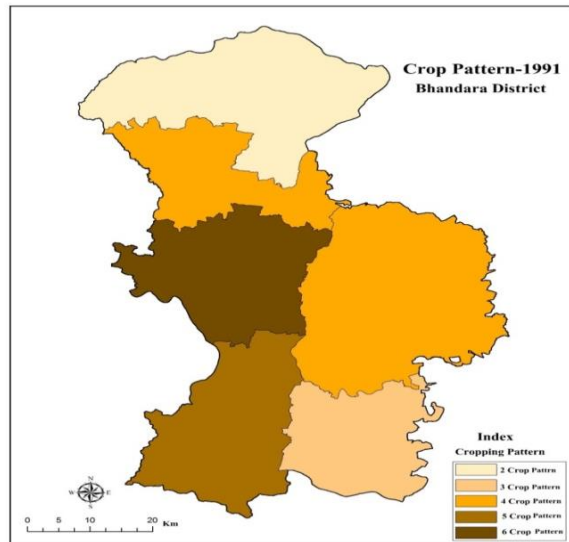 Crop Pattern-1991
Bhandara District
Index
Cropping Pattern
2 Crop Pattrn
3 Crop Pattern
4 Crop Pattern
5 Crop Pattern
6 Crop Pattern
N
W E
S
0 5 10 20
Km